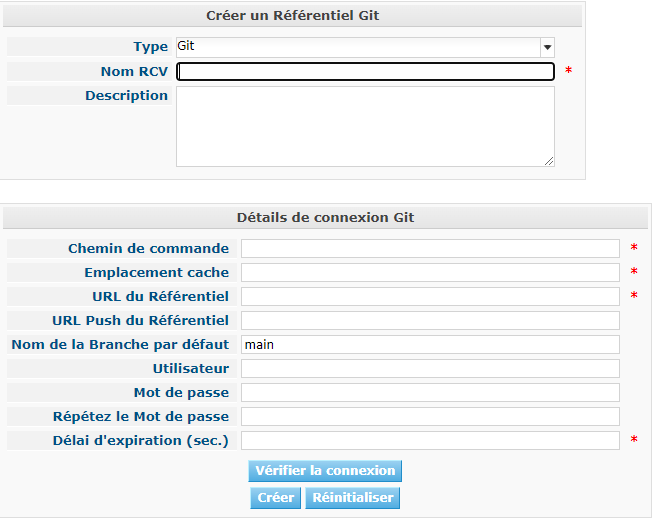 Créer un Référentiel Git
Type Git
Nom RCV *
Description
Détails de connexion Git
Chemin de commande *
Emplacement cache *
URL du Référentiel *
URL Push du Référentiel
Nom de la Branche par défaut main
Utilisateur
Mot de passe
Répétez le Mot de passe
Délai d'expiration (sec.) *
Vérifier la connexion
Créer Réinitialiser